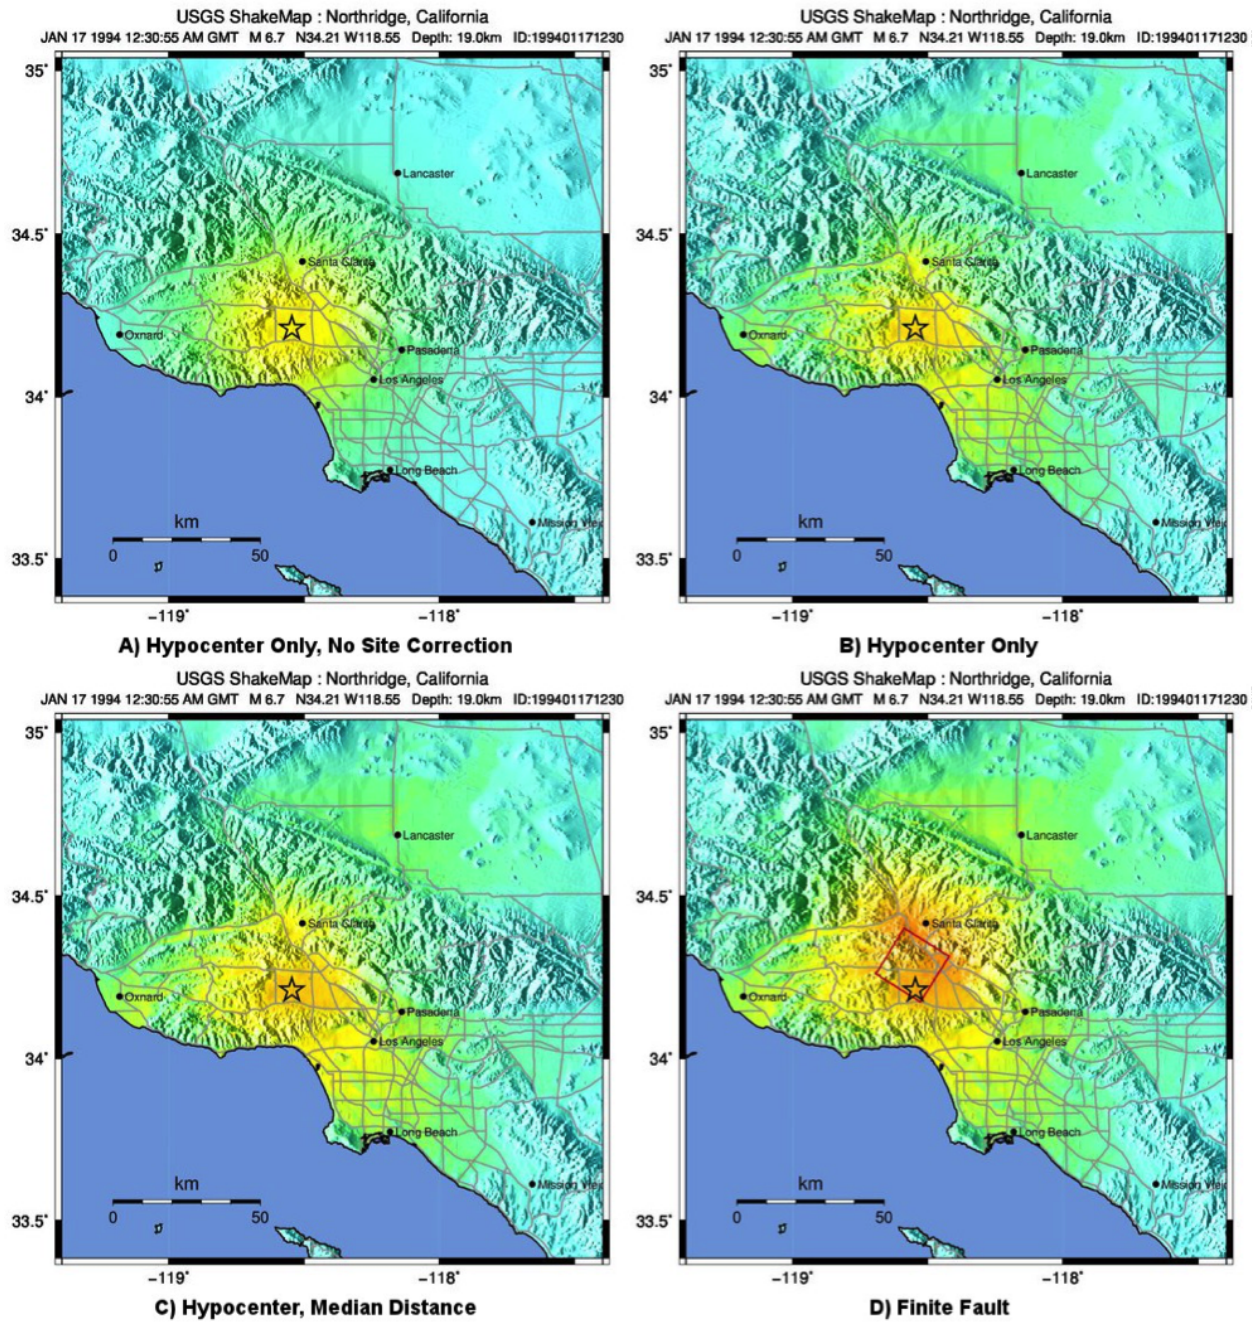 USGS ShakeMap : Northridge, California
JAN 17 1994 12:30:55 AM GMT M 6.7 N34.21 W118.55 Depth: 19.0km ID:199401171230
35°
Lancaster
34.5°
Santa Clarita
Oxnard
Pasadena
Los Angeles
34°
Long Beach
km
Mission Viejo
0 50
33.5°
-119° -118°
A) Hypocenter Only, No Site Correction
USGS ShakeMap : Northridge, California
JAN 17 1994 12:30:55 AM GMT M 6.7 N34.21 W118.55 Depth: 19.0km ID:199401171230
35°
Lancaster
34.5°
Santa Clarita
Oxnard
Pasadena
Los Angeles
34°
Long Beach
km
Mission Viejo
0 50
33.5°
-119° -118°
B) Hypocenter Only
USGS ShakeMap : Northridge, California
JAN 17 1994 12:30:55 AM GMT M 6.7 N34.21 W118.55 Depth: 19.0km ID:199401171230
35°
Lancaster
34.5°
Santa Clarita
Oxnard
Pasadena
Los Angeles
34°
Long Beach
km
Mission Viejo
0 50
33.5°
-119° -118°
C) Hypocenter, Median Distance
USGS ShakeMap : Northridge, California
JAN 17 1994 12:30:55 AM GMT M 6.7 N34.21 W118.55 Depth: 19.0km ID:199401171230
35°
Lancaster
34.5°
Santa Clarita
Oxnard
Pasadena
Los Angeles
34°
Long Beach
km
Mission Viejo
0 50
33.5°
-119° -118°
D) Finite Fault